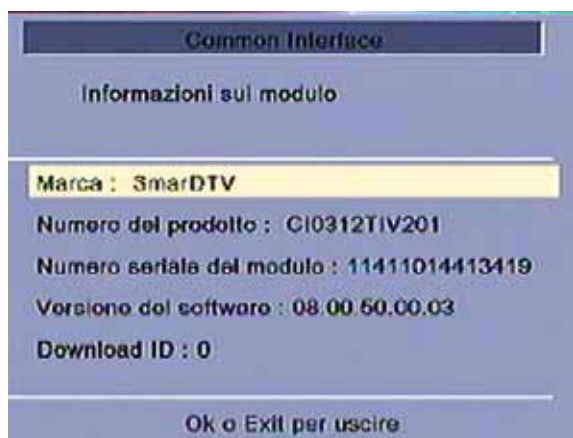 Common Interface
Informazioni sul modulo
Marca : SmarDTV
Numero del prodotto : CI0312TIV201
Numero seriale del modulo : 11411014413419
Versione del software : 08.00.50.00.03
Download ID : 0
Ok o Exit per uscire